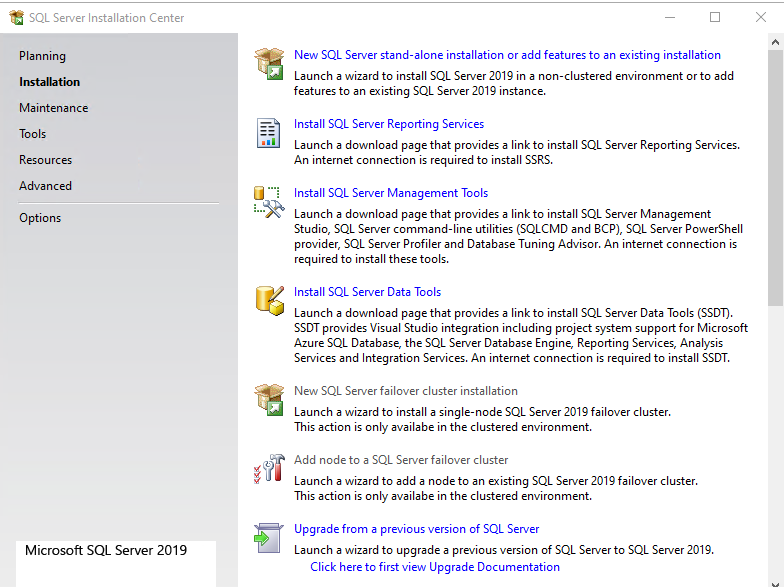 SQL Server Installation Center
Planning
Installation
Maintenance
Tools
Resources
Advanced
Options
Microsoft SQL Server 2019
New SQL Server stand-alone installation or add features to an existing installation
Launch a wizard to install SQL Server 2019 in a non-clustered environment or to add
features to an existing SQL Server 2019 instance.
Install SQL Server Reporting Services
Launch a download page that provides a link to install SQL Server Reporting Services.
An internet connection is required to install SSRS.
Install SQL Server Management Tools
Launch a download page that provides a link to install SQL Server Management
Studio, SQL Server command-line utilities (SQLCMD and BCP), SQL Server PowerShell
provider, SQL Server Profiler and Database Tuning Advisor. An internet connection is
required to install these tools.
Install SQL Server Data Tools
Launch a download page that provides a link to install SQL Server Data Tools (SSDT).
SSDT provides Visual Studio integration including project system support for Microsoft
Azure SQL Database, the SQL Server Database Engine, Reporting Services, Analysis
Services and Integration Services. An internet connection is required to install SSDT.
New SQL Server failover cluster installation
Launch a wizard to install a single-node SQL Server 2019 failover cluster.
This action is only availabe in the clustered environment.
Add node to a SQL Server failover cluster
Launch a wizard to add a node to an existing SQL Server 2019 failover cluster.
This action is only availabe in the clustered environment.
Upgrade from a previous version of SQL Server
Launch a wizard to upgrade a previous version of SQL Server to SQL Server 2019.
Click here to first view Upgrade Documentation